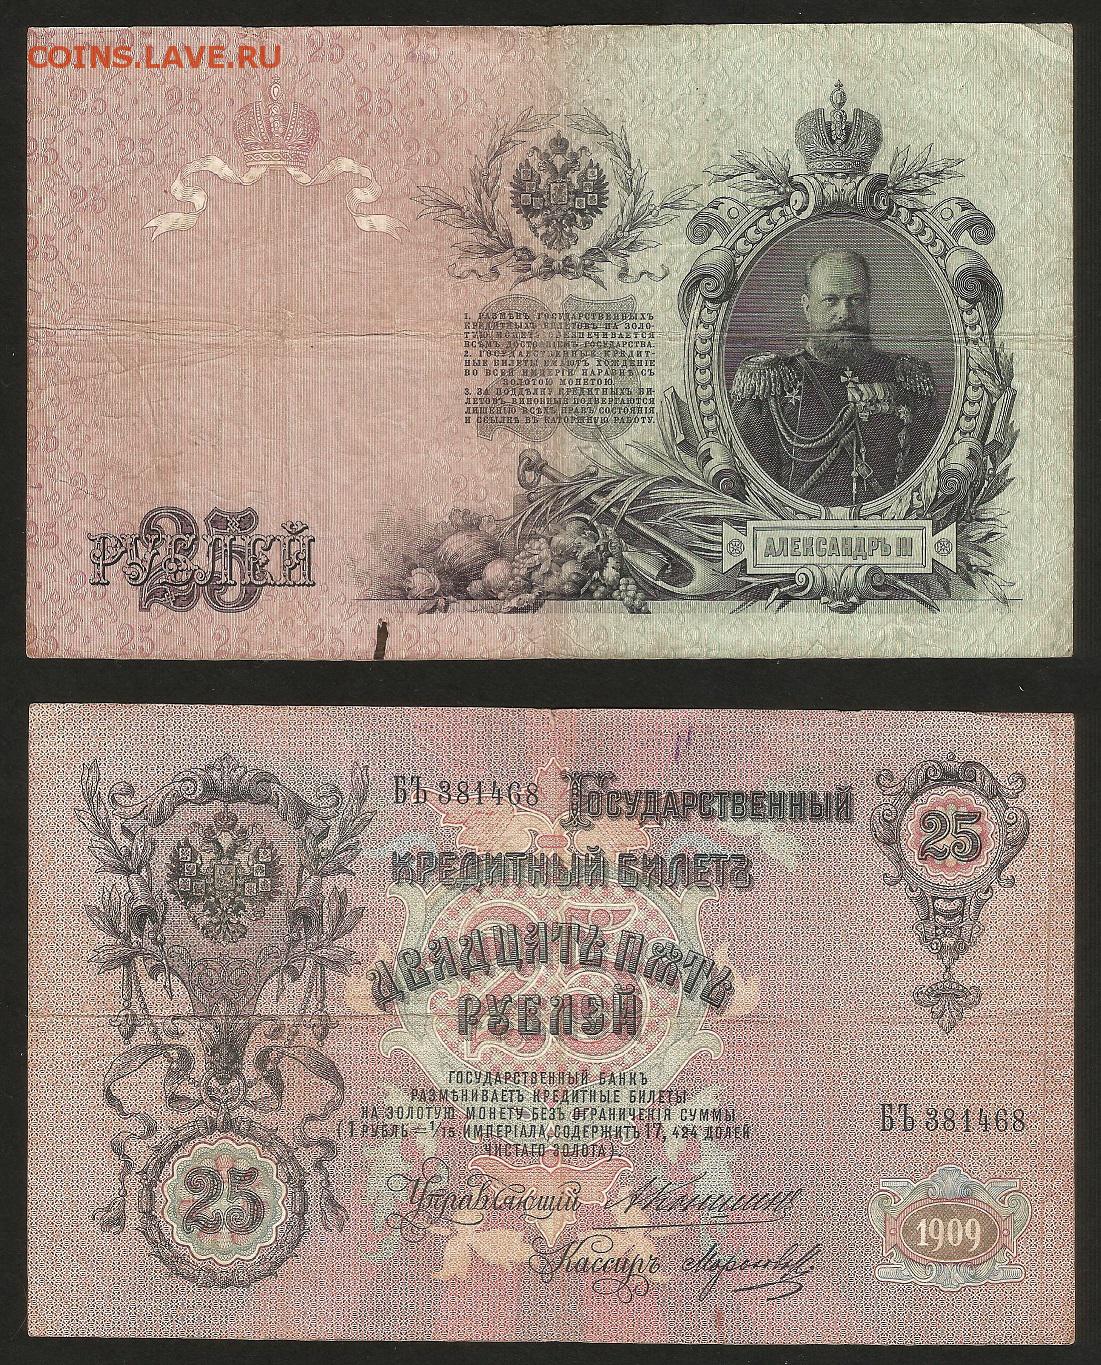 COINS.LAVE.RU
1. РАЗМѢНЪ ГОСУДАРСТВЕННЫХЪ
КРЕДИТНЫХЪ БИЛЕТОВЪ НА ЗОЛО-
ТУЮ МОНЕТУ ОБЕЗПЕЧИВАЕТСЯ
ВСѢМЪ ДОСТОЯНІЕМЪ ГОСУДАРСТВА.
2. ГОСУДАРСТВЕННЫЕ КРЕДИТ-
НЫЕ БИЛЕТЫ ИМѢЮТЪ ХОЖДЕНІЕ
ВО ВСЕЙ ИМПЕРІИ НАРАВНѢ СЪ
ЗОЛОТОЮ МОНЕТОЮ.
3. ЗА ПОДДѢЛКУ КРЕДИТНЫХЪ БИ-
ЛЕТОВЪ ВИНОВНЫЕ ПОДВЕРГАЮТСЯ
ЛИШЕНІЮ ВСѢХЪ ПРАВЪ СОСТОЯНІЯ
И ССЫЛКѢ ВЪ КАТОРЖНУЮ РАБОТУ.
25
РУБЛЕЙ
АЛЕКСАНДРЪ III
БЪ 381468
ГОСУДАРСТВЕННЫЙ
25
КРЕДИТНЫЙ БИЛЕТЪ
25
ДВАДЦАТЬ ПЯТЬ
РУБЛЕЙ
ГОСУДАРСТВЕННЫЙ БАНКЪ
РАЗМѢНИВАЕТЪ КРЕДИТНЫЕ БИЛЕТЫ
НА ЗОЛОТУЮ МОНЕТУ БЕЗЪ ОГРАНИЧЕНІЯ СУММЫ
(1 РУБЛЬ = 1/15 ИМПЕРІАЛА, СОДЕРЖИТЪ 17, 424 ДОЛЕЙ
ЧИСТАГО ЗОЛОТА).
БЪ 381468
25
Управляющій
Кассиръ
1909